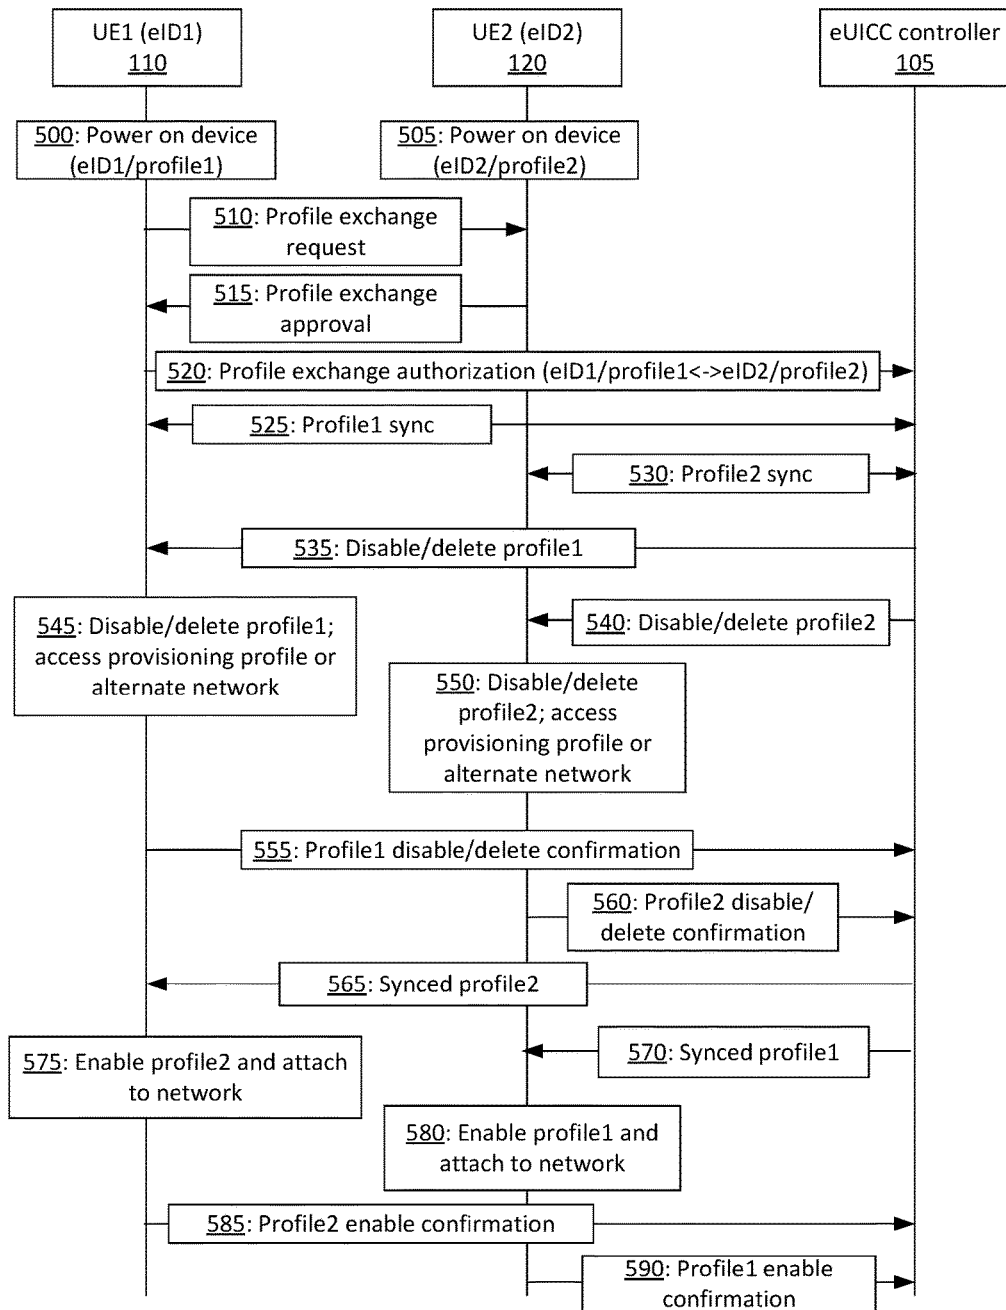 UE1 (eID1)
110
UE2 (eID2)
120
eUICC controller
105
500: Power on device
(eID1/profile1)
505: Power on device
(eID2/profile2)
510: Profile exchange
request
515: Profile exchange
approval
520: Profile exchange authorization (eID1/profile1<->eID2/profile2)
525: Profile1 sync
530: Profile2 sync
535: Disable/delete profile1
540: Disable/delete profile2
545: Disable/delete profile1;
access provisioning profile or
alternate network
550: Disable/delete
profile2; access
provisioning profile or
alternate network
555: Profile1 disable/delete confirmation
560: Profile2 disable/
delete confirmation
565: Synced profile2
570: Synced profile1
575: Enable profile2 and attach
to network
580: Enable profile1 and
attach to network
585: Profile2 enable confirmation
590: Profile1 enable
confirmation